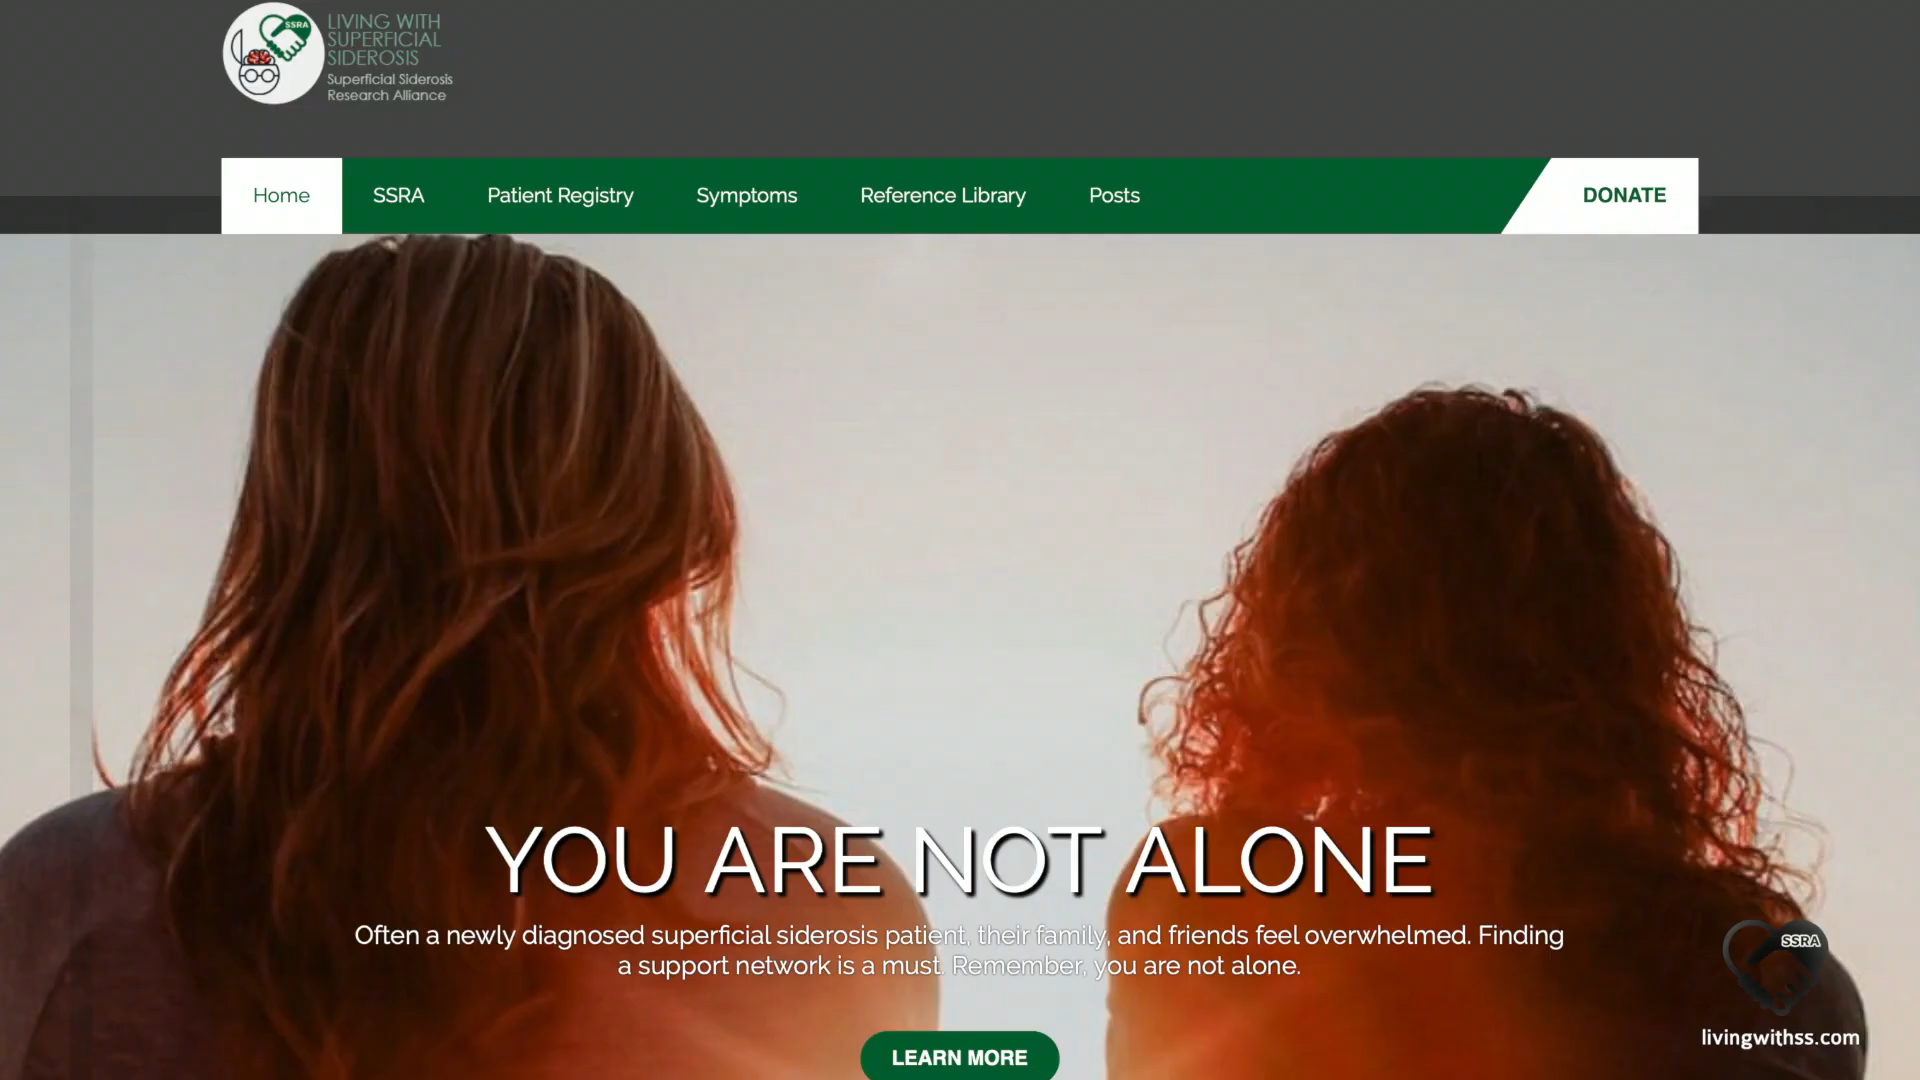 SSRA
LIVING WITH
SUPERFICIAL
SIDEROSIS
Superficial Siderosis
Research Alliance
Home
SSRA
Patient Registry
Symptoms
Reference Library
Posts
DONATE
YOU ARE NOT ALONE
Often a newly diagnosed superficial siderosis patient, their family, and friends feel overwhelmed. Finding
a support network is a must. Remember, you are not alone.
LEARN MORE
SSRA
livingwithss.com